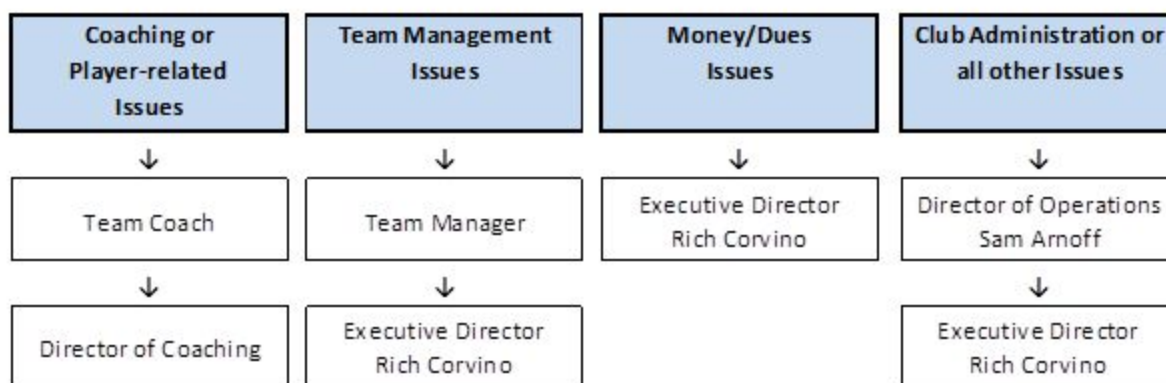 Coaching or
Player-related
Issues
Team Management
Issues
Money/Dues
Issues
Club Administration or
all other Issues
↓
↓
↓
↓
Team Coach
Team Manager
Executive Director
Rich Corvino
Director of Operations
Sam Arnoff
↓
↓
↓
Director of Coaching
Executive Director
Rich Corvino
Executive Director
Rich Corvino